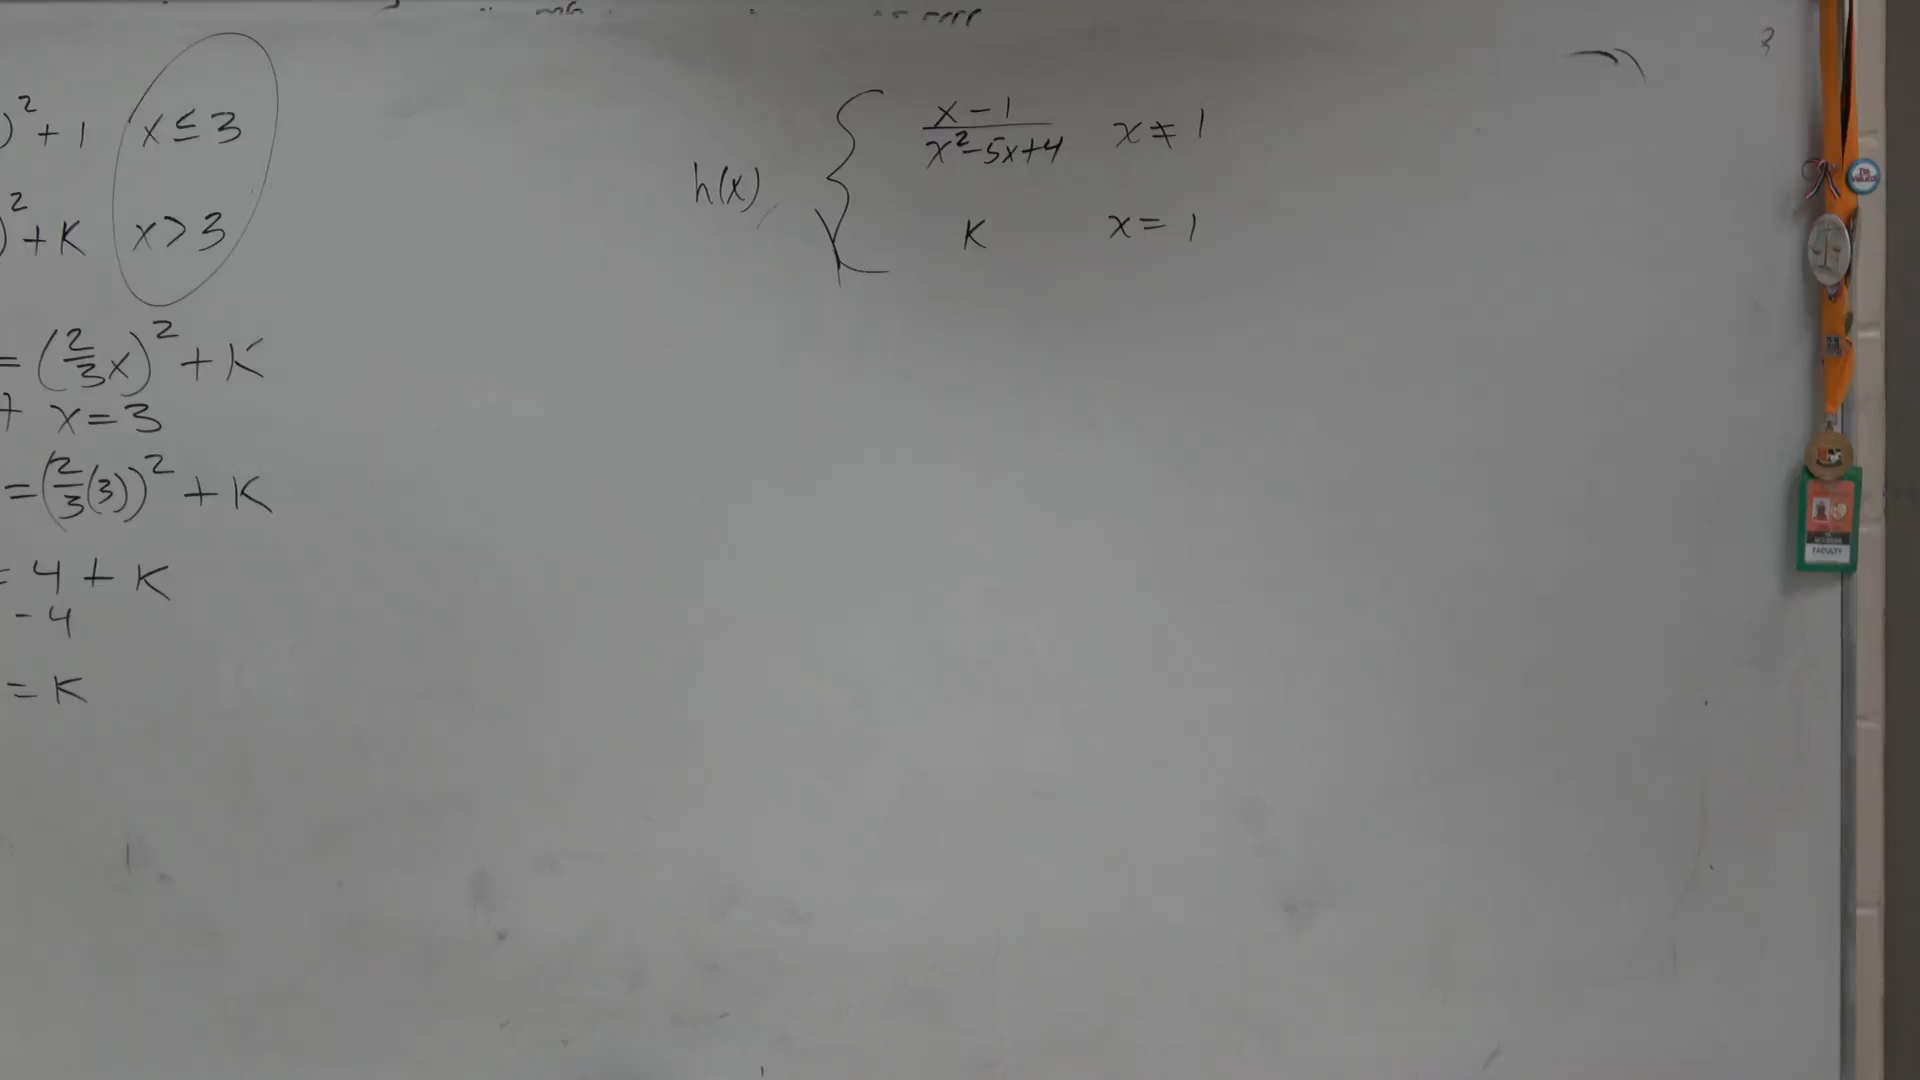 )² + 1 x ≤ 3
)² + K x > 3
= (2/3 x)² + K
x = 3
= (2/3 (3))² + K
= 4 + K
- 4
= K
h(x) {
x - 1 / x² - 5x + 4 x ≠ 1
K x = 1
FACULTY